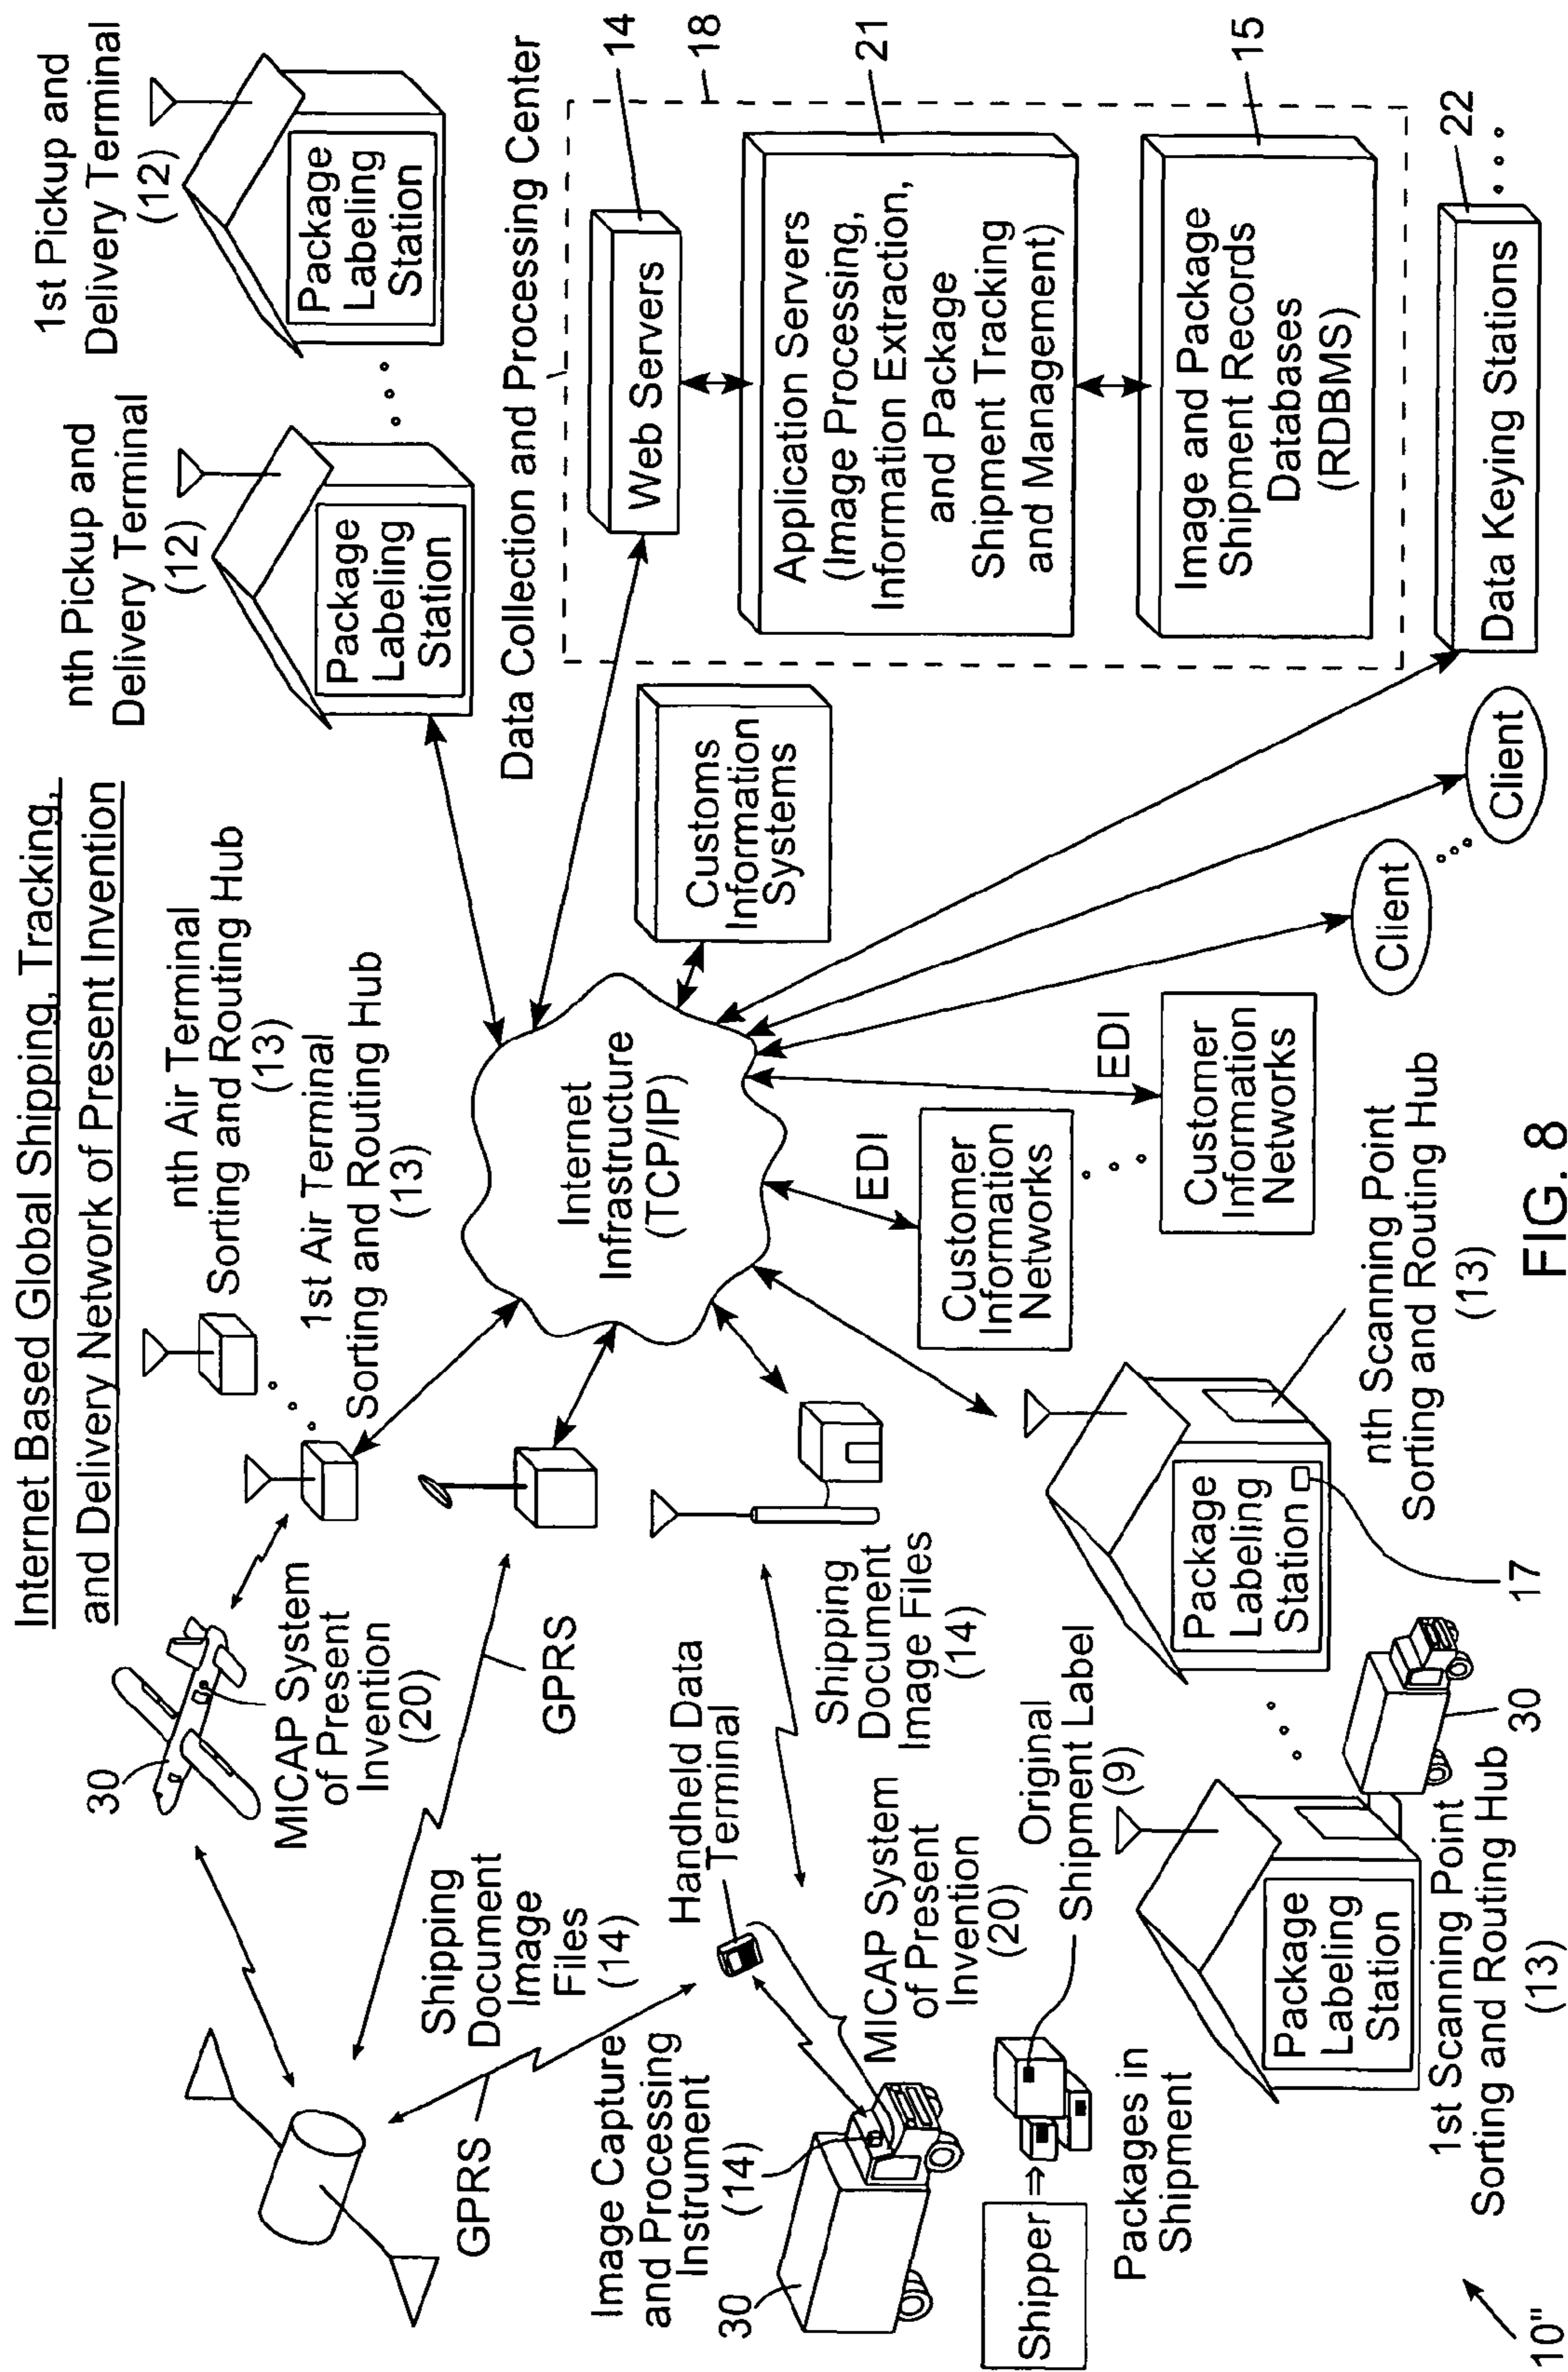 Internet Based Global Shipping, Tracking,
and Delivery Network of Present Invention
nth Air Terminal
Sorting and Routing Hub
(13)
1st Air Terminal
Sorting and Routing Hub
(13)
nth Pickup and
Delivery Terminal
(12)
Package
Labeling
Station
1st Pickup and
Delivery Terminal
(12)
Package
Labeling
Station
30
MICAP System
of Present
Invention
(20)
GPRS
Shipping
Document
Image
Files
(14)
GPRS
Internet
Infrastructure
(TCP/IP)
Data Collection and Processing Center
Web Servers
14
18
Application Servers
(Image Processing,
Information Extraction,
and Package
Shipment Tracking
and Management)
21
Image and Package
Shipment Records
Databases
(RDBMS)
15
Customs
Information
Systems
Data Keying Stations
22
Client
Client
EDI
Customer
Information
Networks
EDI
Customer
Information
Networks
Image Capture
and Processing
Instrument
(14)
30
Handheld Data
Terminal
Shipping
Document
Image Files
(14)
MICAP System
of Present
Invention
(20)
Shipper ⇒
Packages in
Shipment
Original
Shipment Label
(9)
Package
Labeling
Station
1st Scanning Point
Sorting and Routing Hub
(13)
30
Package
Labeling
Station
17
nth Scanning Point
Sorting and Routing Hub
(13)
10"
FIG. 8